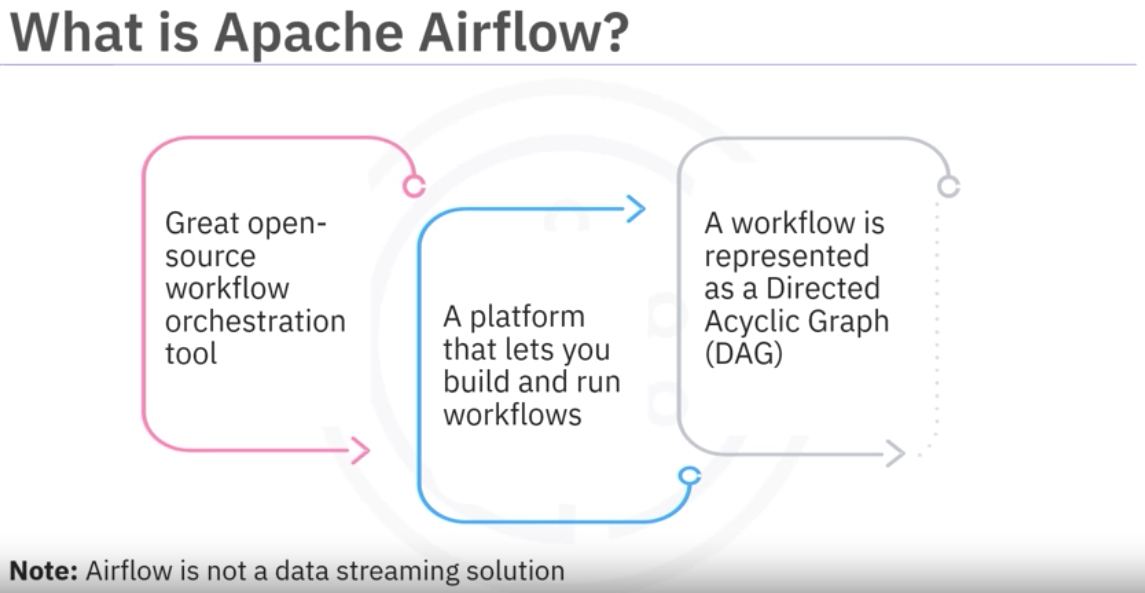 What is Apache Airflow?
Great open-
source
workflow
orchestration
tool
A platform
that lets you
build and run
workflows
A workflow is
represented
as a Directed
Acyclic Graph
(DAG)
Note: Airflow is not a data streaming solution